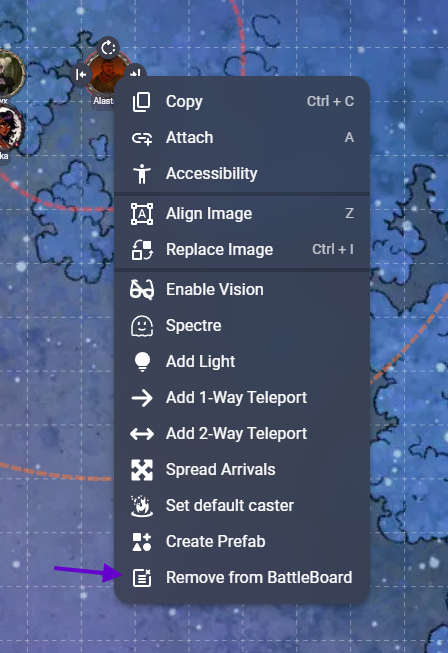 Copy Ctrl + C
Attach A
Accessibility
Align Image Z
Replace Image Ctrl + I
Enable Vision
Spectre
Add Light
Add 1-Way Teleport
Add 2-Way Teleport
Spread Arrivals
Set default caster
Create Prefab
Remove from BattleBoard